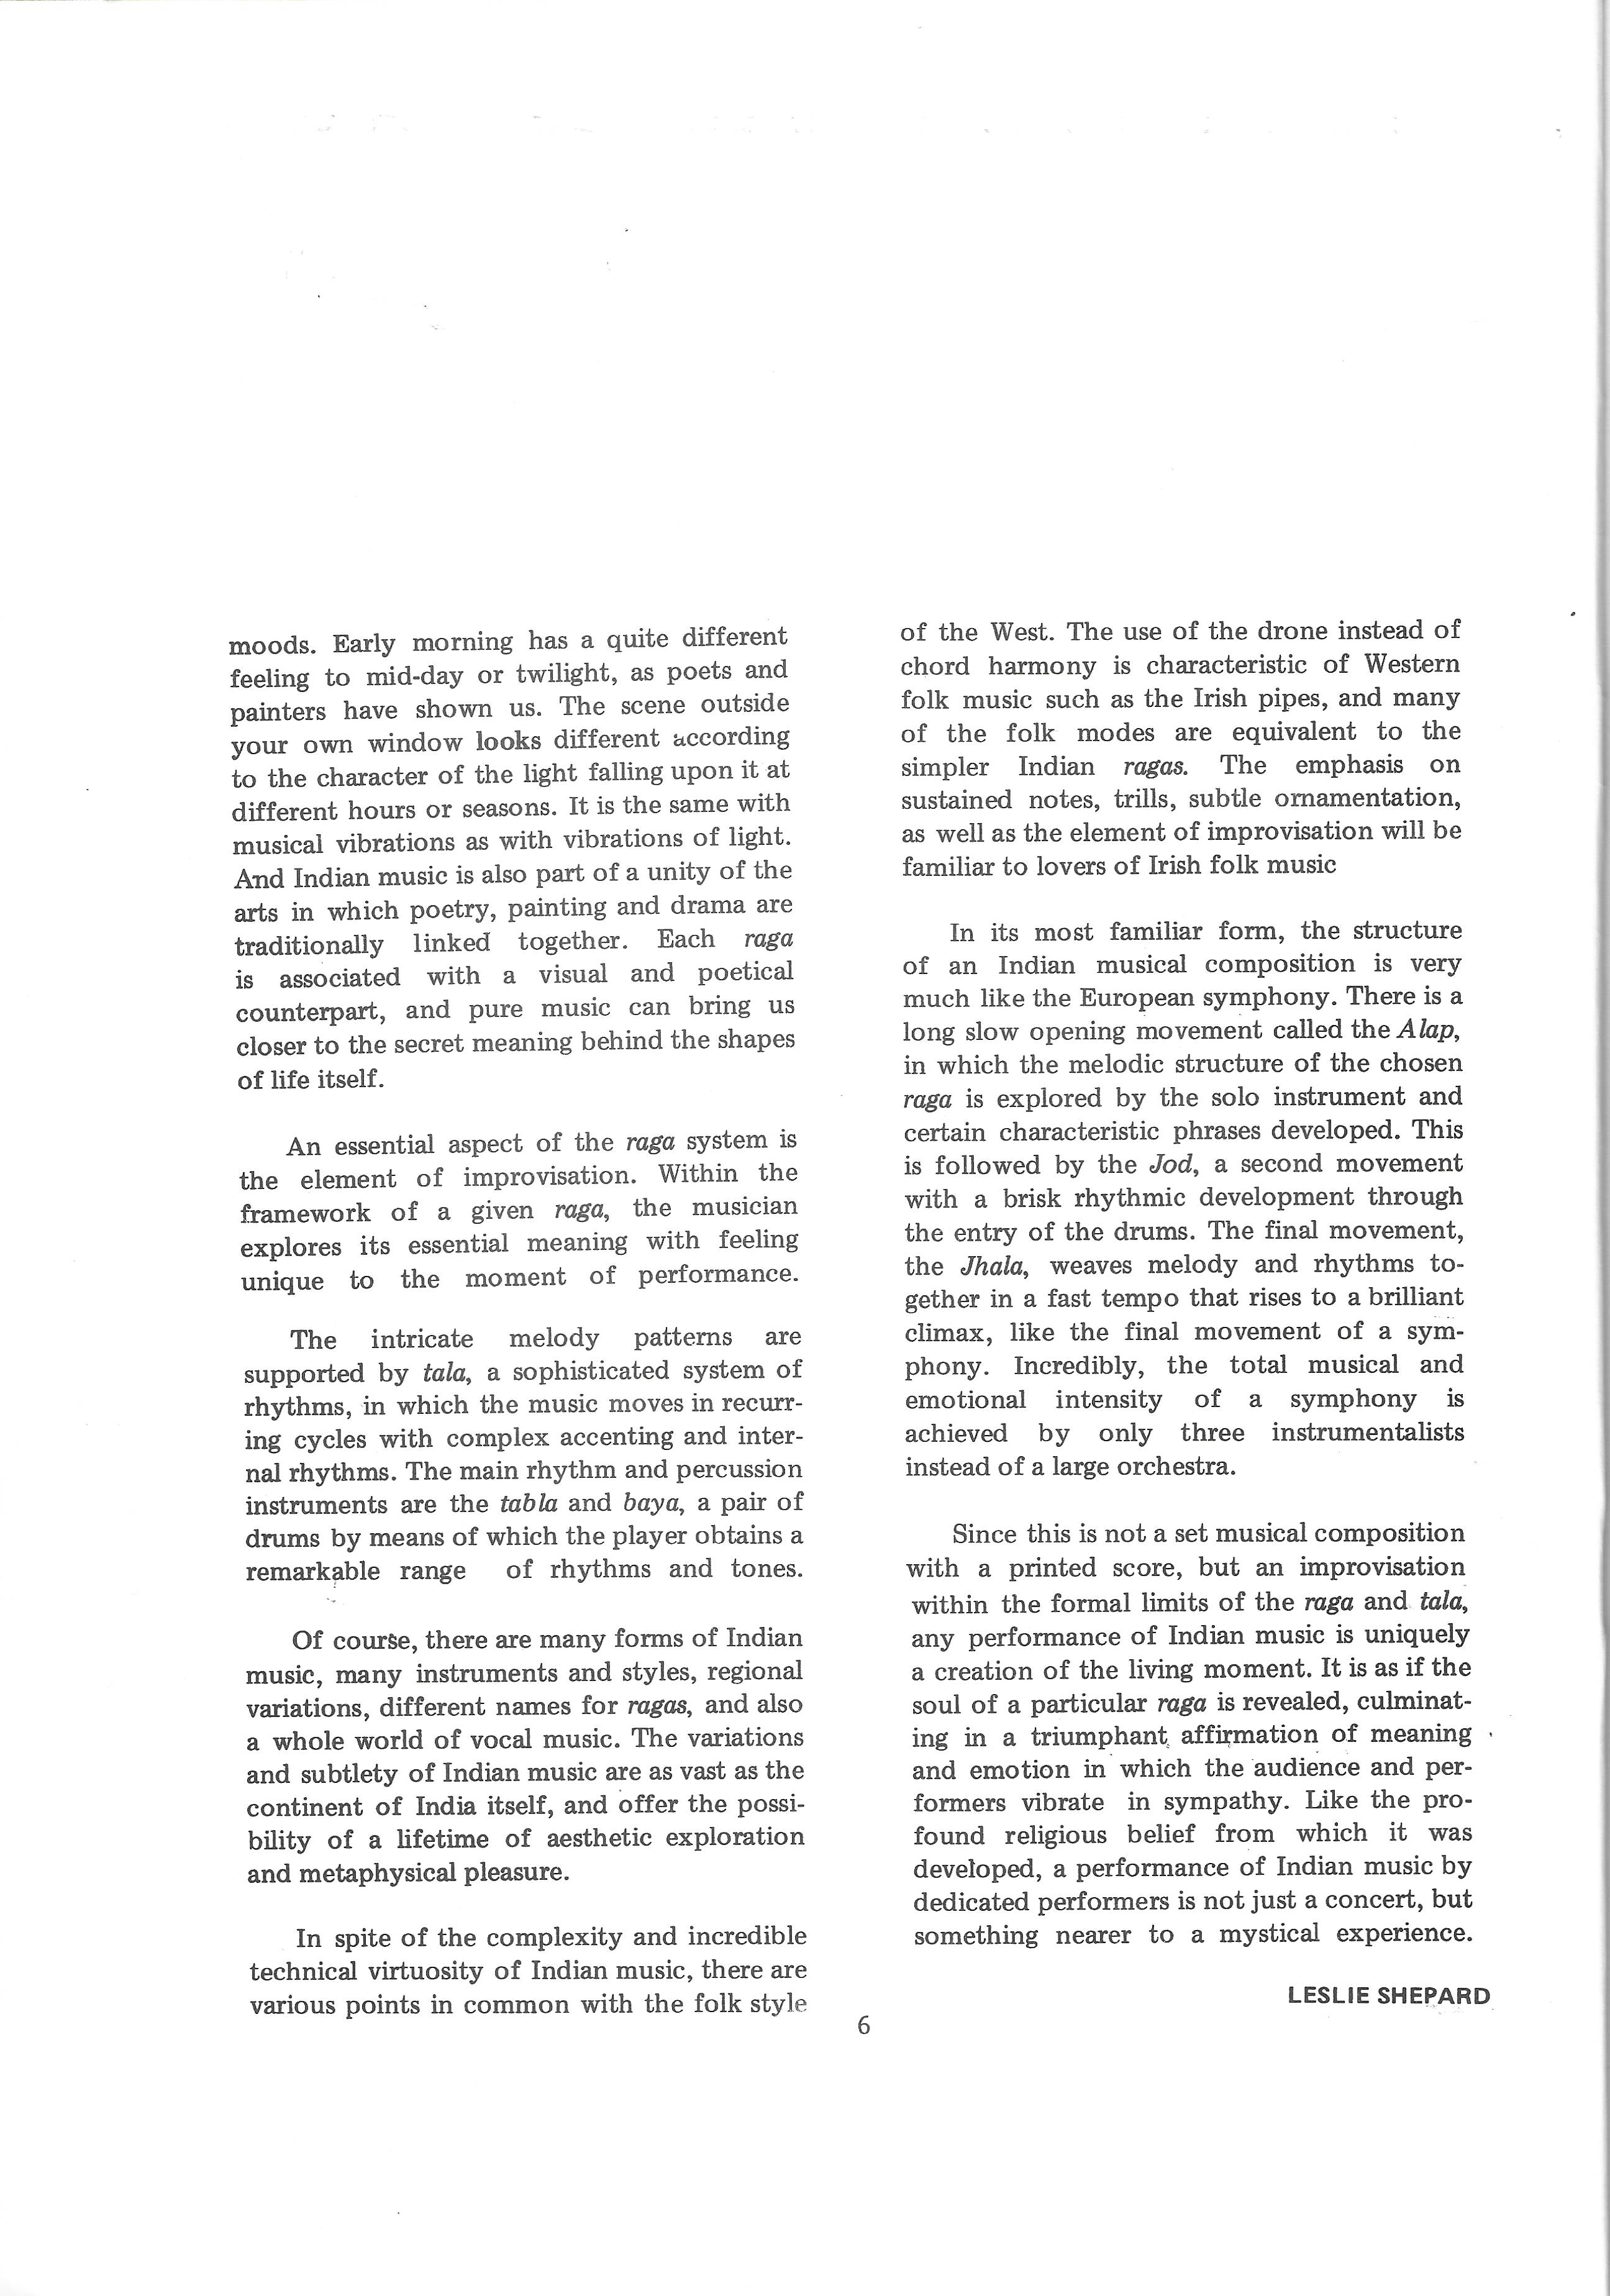 moods. Early morning has a quite different
feeling to mid-day or twilight, as poets and
painters have shown us. The scene outside
your own window looks different according
to the character of the light falling upon it at
different hours or seasons. It is the same with
musical vibrations as with vibrations of light.
And Indian music is also part of a unity of the
arts in which poetry, painting and drama are
traditionally linked together. Each raga
is associated with a visual and poetical
counterpart, and pure music can bring us
closer to the secret meaning behind the shapes
of life itself.
An essential aspect of the raga system is
the element of improvisation. Within the
framework of a given raga, the musician
explores its essential meaning with feeling
unique to the moment of performance.
The intricate melody patterns are
supported by tala, a sophisticated system of
rhythms, in which the music moves in recurr-
ing cycles with complex accenting and inter-
nal rhythms. The main rhythm and percussion
instruments are the tabla and baya, a pair of
drums by means of which the player obtains a
remarkable range of rhythms and tones.
Of course, there are many forms of Indian
music, many instruments and styles, regional
variations, different names for ragas, and also
a whole world of vocal music. The variations
and subtlety of Indian music are as vast as the
continent of India itself, and offer the possi-
bility of a lifetime of aesthetic exploration
and metaphysical pleasure.
In spite of the complexity and incredible
technical virtuosity of Indian music, there are
various points in common with the folk style
of the West. The use of the drone instead of
chord harmony is characteristic of Western
folk music such as the Irish pipes, and many
of the folk modes are equivalent to the
simpler Indian ragas. The emphasis on
sustained notes, trills, subtle ornamentation,
as well as the element of improvisation will be
familiar to lovers of Irish folk music
In its most familiar form, the structure
of an Indian musical composition is very
much like the European symphony. There is a
long slow opening movement called the Alap,
in which the melodic structure of the chosen
raga is explored by the solo instrument and
certain characteristic phrases developed. This
is followed by the Jod, a second movement
with a brisk rhythmic development through
the entry of the drums. The final movement,
the Jhala, weaves melody and rhythms to-
gether in a fast tempo that rises to a brilliant
climax, like the final movement of a sym-
phony. Incredibly, the total musical and
emotional intensity of a symphony is
achieved by only three instrumentalists
instead of a large orchestra.
Since this is not a set musical composition
with a printed score, but an improvisation
within the formal limits of the raga and tala,
any performance of Indian music is uniquely
a creation of the living moment. It is as if the
soul of a particular raga is revealed, culminat-
ing in a triumphant affirmation of meaning
and emotion in which the audience and per-
formers vibrate in sympathy. Like the pro-
found religious belief from which it was
developed, a performance of Indian music by
dedicated performers is not just a concert, but
something nearer to a mystical experience.
LESLIE SHEPARD
6